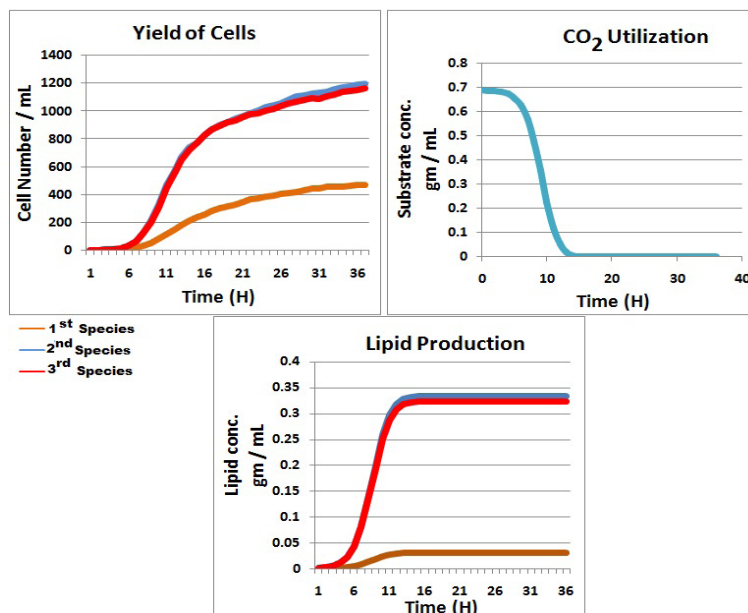 Yield of Cells
Cell Number / mL
1400
1200
1000
800
600
400
200
0
1 6 11 16 21 26 31 36
Time (H)
CO2 Utilization
Substrate conc.
gm / mL
0.8
0.7
0.6
0.5
0.4
0.3
0.2
0.1
0
0 10 20 30 40
Time (H)
1st Species
2nd Species
3rd Species
Lipid Production
Lipid conc.
gm / mL
0.4
0.35
0.3
0.25
0.2
0.15
0.1
0.05
0
1 6 11 16 21 26 31 36
Time (H)